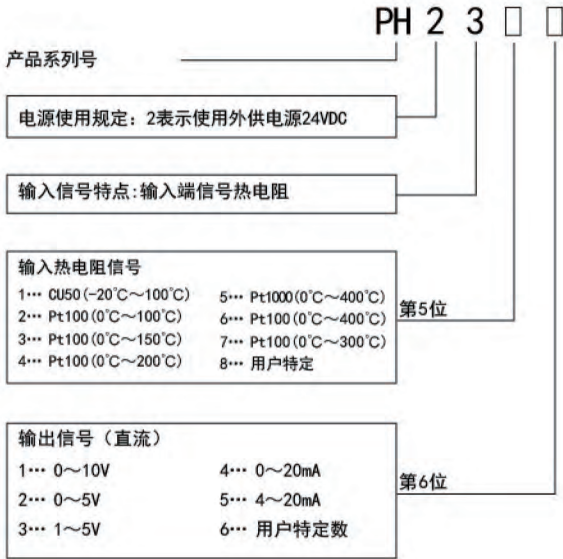 PH 2 3 □ □
产品系列号
电源使用规定：2表示使用外供电源24VDC
输入信号特点:输入端信号热电阻
输入热电阻信号
1… CU50(-20℃～100℃) 5… Pt1000(0℃～400℃)
2… Pt100(0℃～100℃) 6… Pt100(0℃～400℃)
3… Pt100(0℃～150℃) 7… Pt100(0℃～300℃)
4… Pt100(0℃～200℃) 8… 用户特定
第5位
输出信号（直流）
1… 0～10V 4… 0～20mA
2… 0～5V 5… 4～20mA
3… 1～5V 6… 用户特定数
第6位